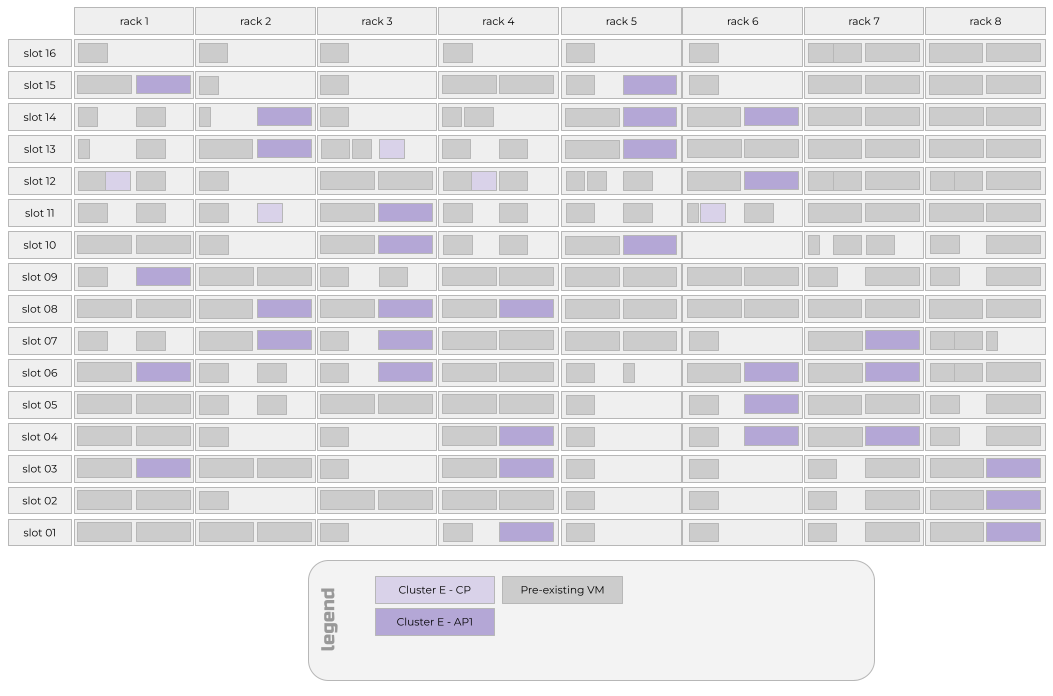 rack 1 rack 2 rack 3 rack 4 rack 5 rack 6 rack 7 rack 8
slot 16
slot 15
slot 14
slot 13
slot 12
slot 11
slot 10
slot 09
slot 08
slot 07
slot 06
slot 05
slot 04
slot 03
slot 02
slot 01
legend
Cluster E - CP Pre-existing VM
Cluster E - AP1